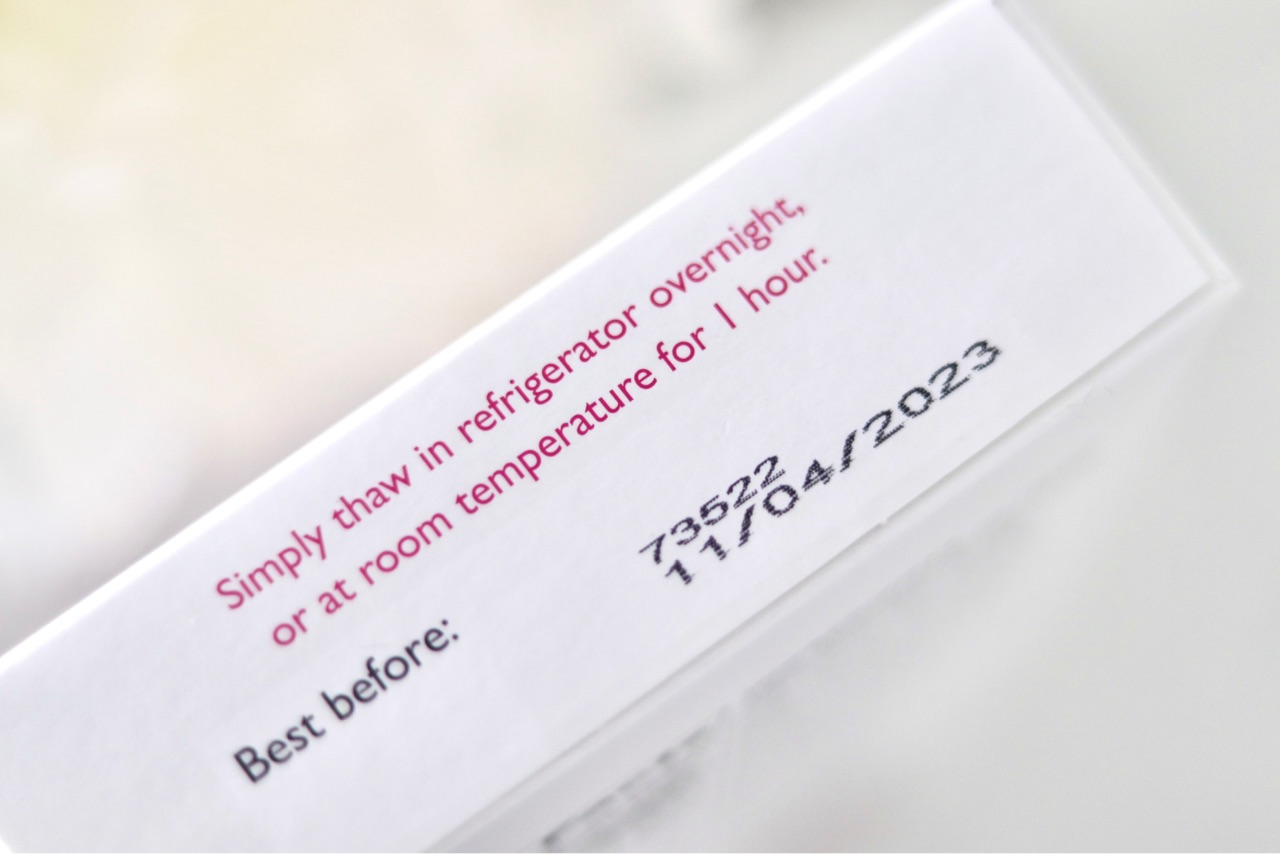 Simply thaw in refrigerator overnight,
or at room temperature for 1 hour.
73522
Best before: 11/04/2023